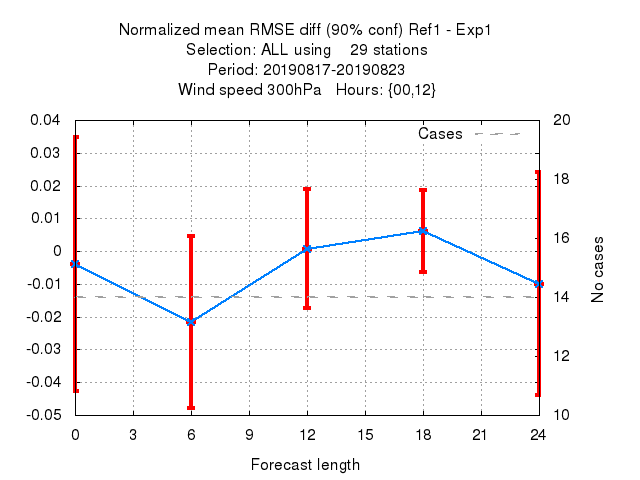 Normalized mean RMSE diff (90% conf) Ref1 - Exp1
Selection: ALL using 29 stations
Period: 20190817-20190823
Wind speed 300hPa Hours: {00,12}
Cases
0.04
0.03
0.02
0.01
0
-0.01
-0.02
-0.03
-0.04
-0.05
20
18
16
14
12
10
No cases
0 3 6 9 12 15 18 21 24
Forecast length